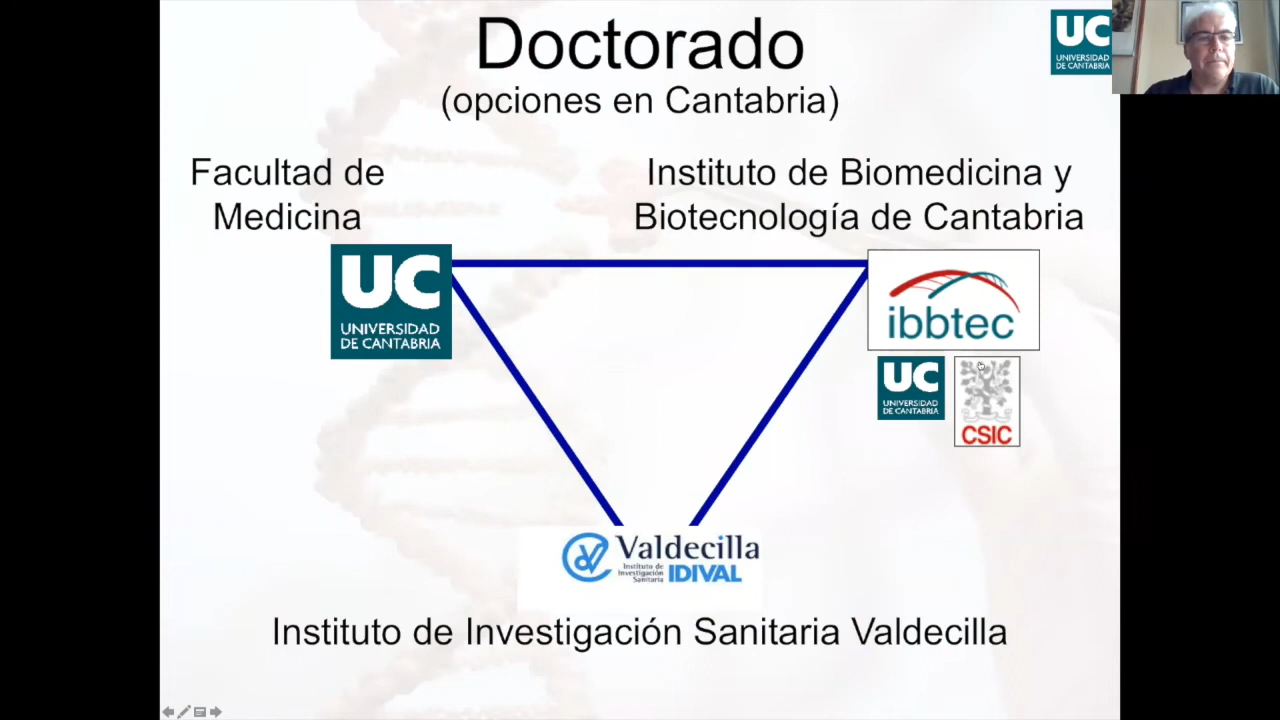 Doctorado
(opciones en Cantabria)
UC
UNIVERSIDAD
DE CANTABRIA
Facultad de
Medicina
Instituto de Biomedicina y
Biotecnología de Cantabria
UC
UNIVERSIDAD
DE CANTABRIA
ibbtec
UC
UNIVERSIDAD
DE CANTABRIA
CSIC
Valdecilla
Instituto de
Investigación
Sanitaria
IDIVAL
Instituto de Investigación Sanitaria Valdecilla